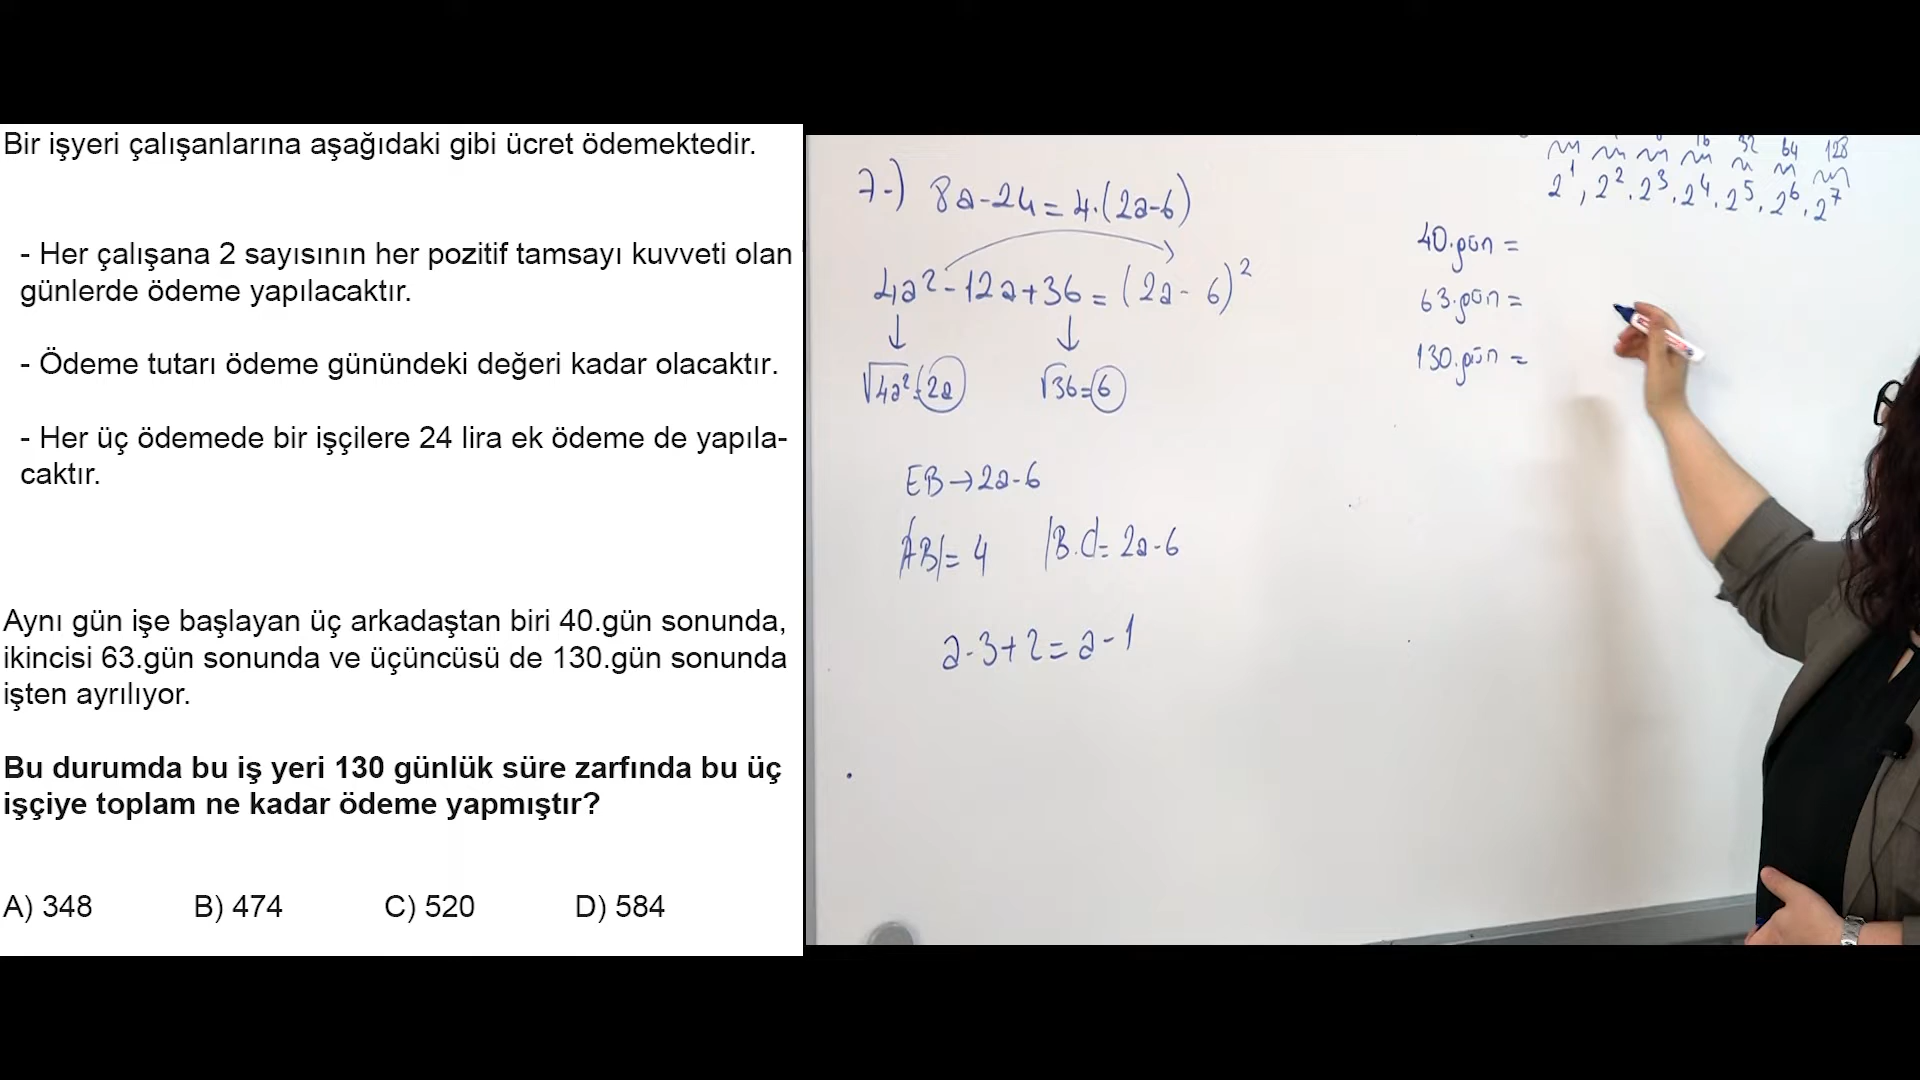 Bir işyeri çalışanlarına aşağıdaki gibi ücret ödemektedir.
- Her çalışana 2 sayısının her pozitif tamsayı kuvveti olan
günlerde ödeme yapılacaktır.
- Ödeme tutarı ödeme günündeki değeri kadar olacaktır.
- Her üç ödemede bir işçilere 24 lira ek ödeme de yapıla-
caktır.
Aynı gün işe başlayan üç arkadaştan biri 40.gün sonunda,
ikincisi 63.gün sonunda ve üçüncüsü de 130.gün sonunda
işten ayrılıyor.
Bu durumda bu iş yeri 130 günlük süre zarfında bu üç
işçiye toplam ne kadar ödeme yapmıştır?
A) 348 B) 474 C) 520 D) 584
7-) 8a-24=4.(2a-6)
4a²-12a+36=(2a-6)²
√4a²=2a √36=6
EB→2a-6
|AB|=4 |B.C|=2a-6
a-3+2=a-1
16 32 64 128
2¹, 2², 2³, 2⁴, 2⁵, 2⁶, 2⁷
40.gün =
63.gün =
130.gün =